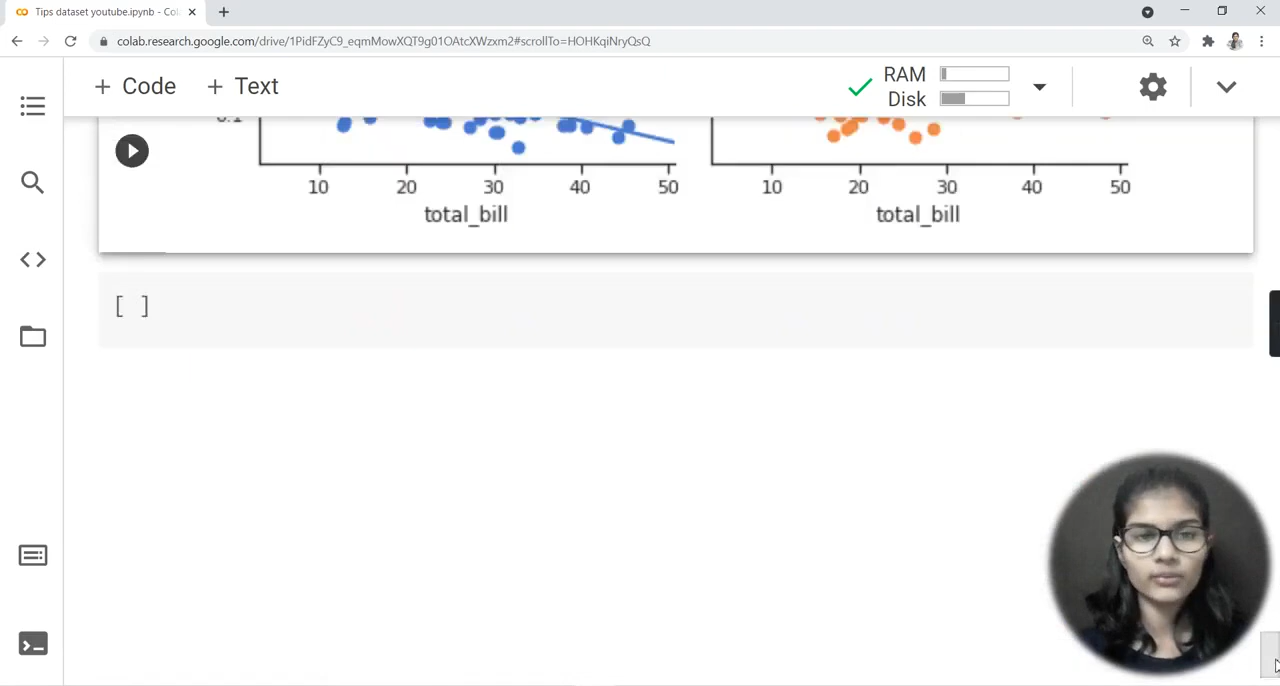 Tips dataset youtube.ipynb - Col
colab.research.google.com/drive/1PidFZyC9_eqmMowXQT9g01OAtcXWzxm2#scrollTo=HOHKqiNryQsQ
+ Code + Text
RAM
Disk
10 20 30 40 50
total_bill
10 20 30 40 50
total_bill
[ ]